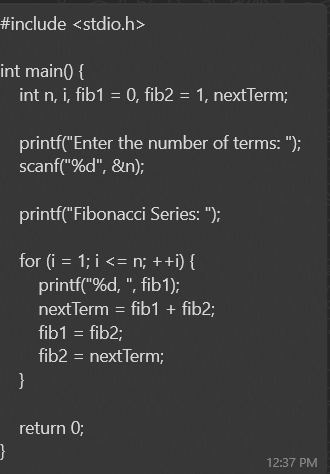 #include <stdio.h>
int main() {
int n, i, fib1 = 0, fib2 = 1, nextTerm;
printf("Enter the number of terms: ");
scanf("%d", &n);
printf("Fibonacci Series: ");
for (i = 1; i <= n; ++i) {
printf("%d, ", fib1);
nextTerm = fib1 + fib2;
fib1 = fib2;
fib2 = nextTerm;
}
return 0;
}
12:37 PM